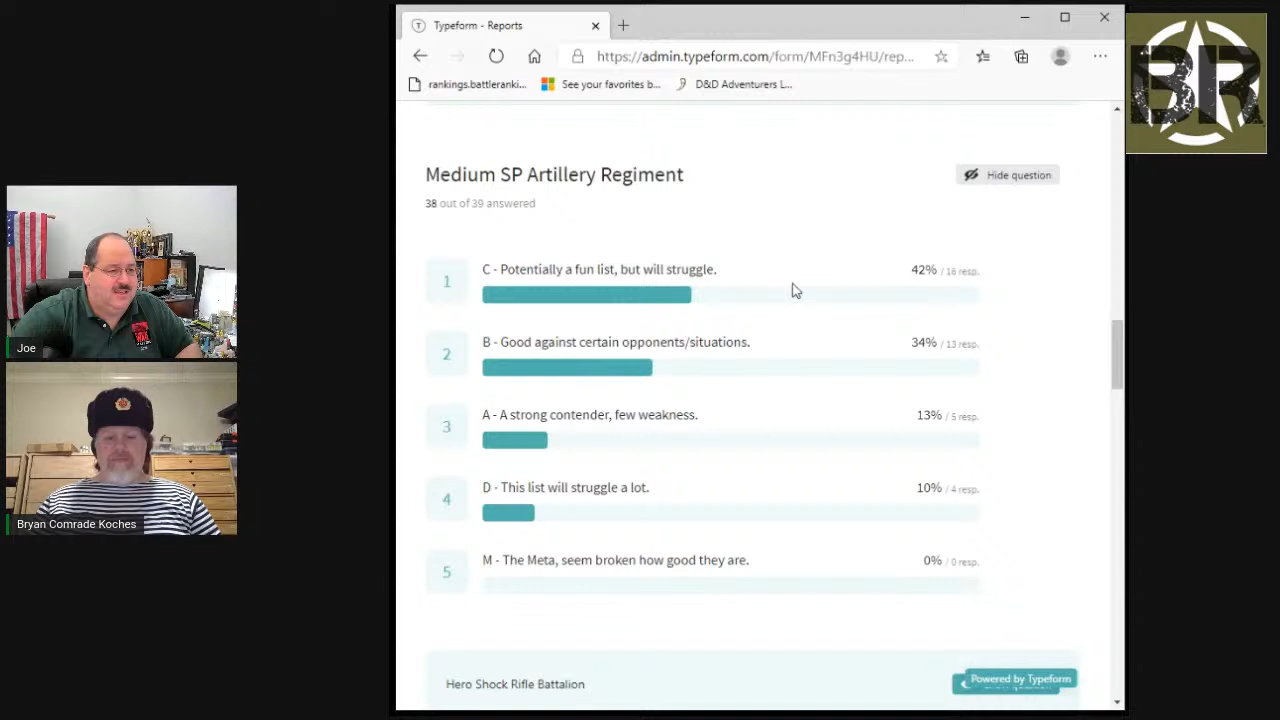 Typeform - Reports
https://admin.typeform.com/form/MFn3g4HU/rep...
rankings.battleranki...
See your favorites b...
D&D Adventurers L...
BR
Medium SP Artillery Regiment
Hide question
38 out of 39 answered
1
C - Potentially a fun list, but will struggle.
42% / 16 resp.
2
B - Good against certain opponents/situations.
34% / 13 resp.
3
A - A strong contender, few weakness.
13% / 5 resp.
4
D - This list will struggle a lot.
10% / 4 resp.
5
M - The Meta, seem broken how good they are.
0% / 0 resp.
Hero Shock Rifle Battalion
Powered by Typeform
Joe
Bryan Comrade Koches